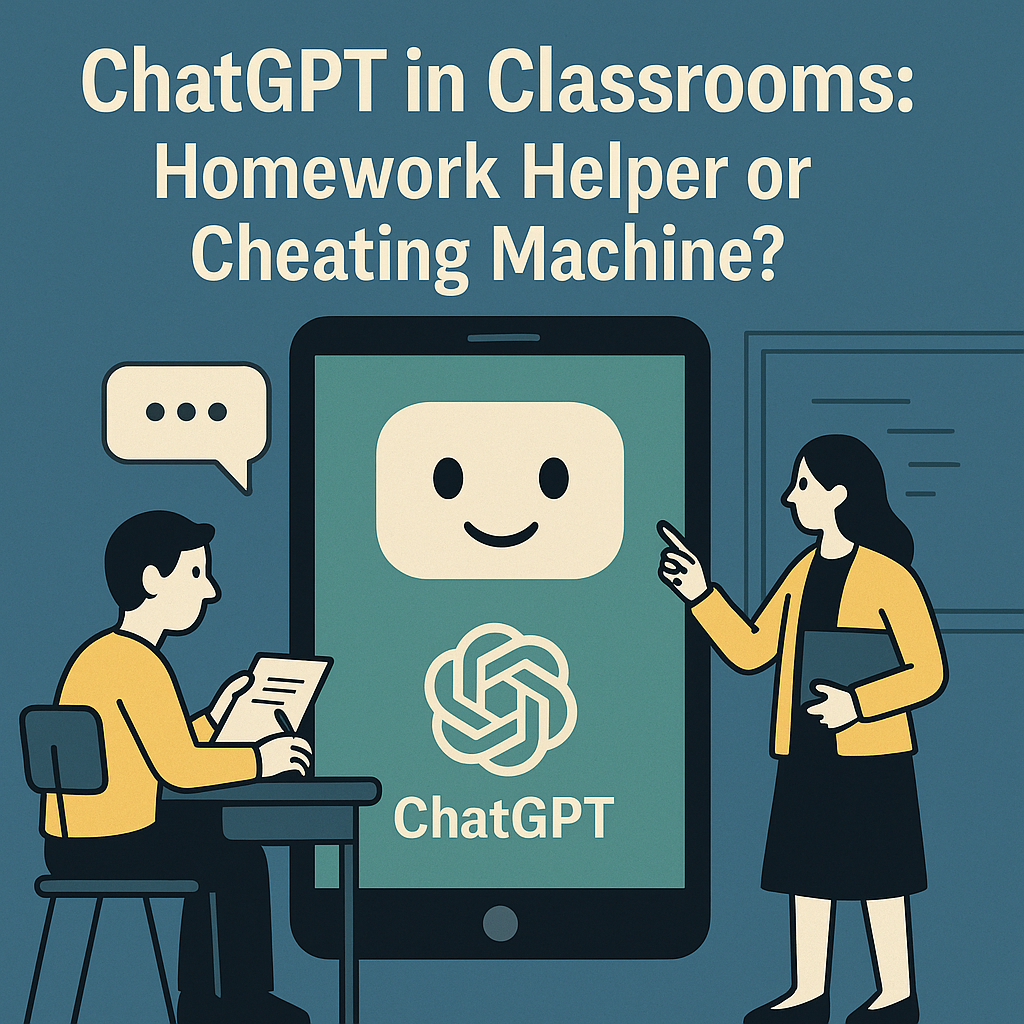 ChatGPT in Classrooms:
Homework Helper or
Cheating Machine?
ChatGPT